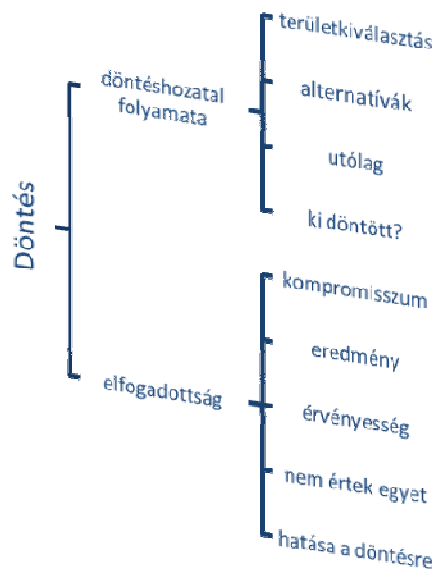 Döntés
döntéshozatal
folyamata
területkiválasztás
alternatívák
utólag
ki döntött?
elfogadottság
kompromisszum
eredmény
érvényesség
nem értek egyet
hatása a döntésre